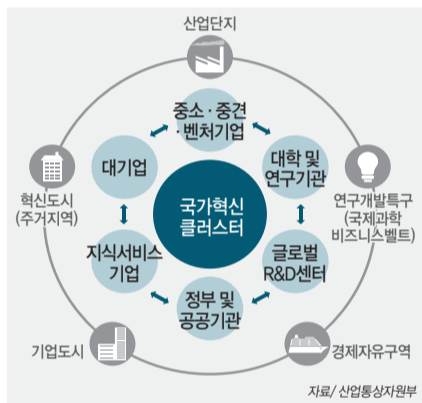 산업단지
중소·중견
·벤처기업
대기업
대학 및
연구기관
혁신도시
(주거지역)
국가혁신
클러스터
연구개발특구
(국제과학
비즈니스벨트)
지식서비스
기업
글로벌
R&D센터
정부 및
공공기관
기업도시
경제자유구역
자료/ 산업통상자원부